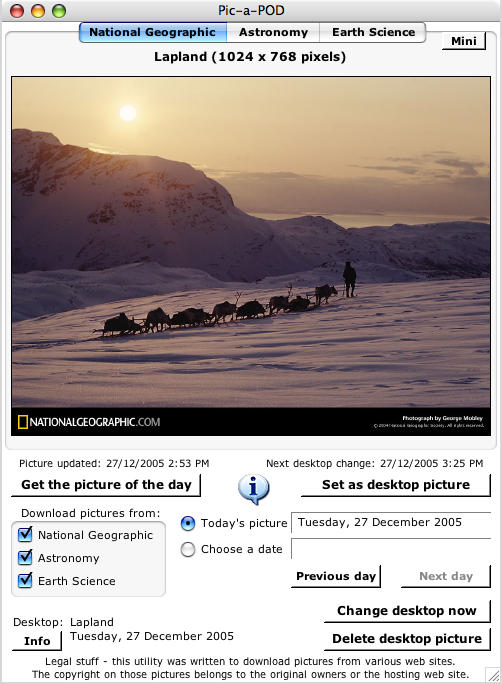 Pic-a-POD
National Geographic Astronomy Earth Science
Mini
Lapland (1024 x 768 pixels)
NATIONALGEOGRAPHIC.COM
Photograph by George Mobley
© 2004 National Geographic Society. All rights reserved.
Picture updated: 27/12/2005 2:53 PM Next desktop change: 27/12/2005 3:25 PM
Get the picture of the day
i
Set as desktop picture
Download pictures from:
National Geographic
Astronomy
Earth Science
Today's picture Tuesday, 27 December 2005
Choose a date
Previous day Next day
Change desktop now
Desktop: Lapland
Info Tuesday, 27 December 2005
Delete desktop picture
Legal stuff - this utility was written to download pictures from various web sites.
The copyright on those pictures belongs to the original owners or the hosting web site.